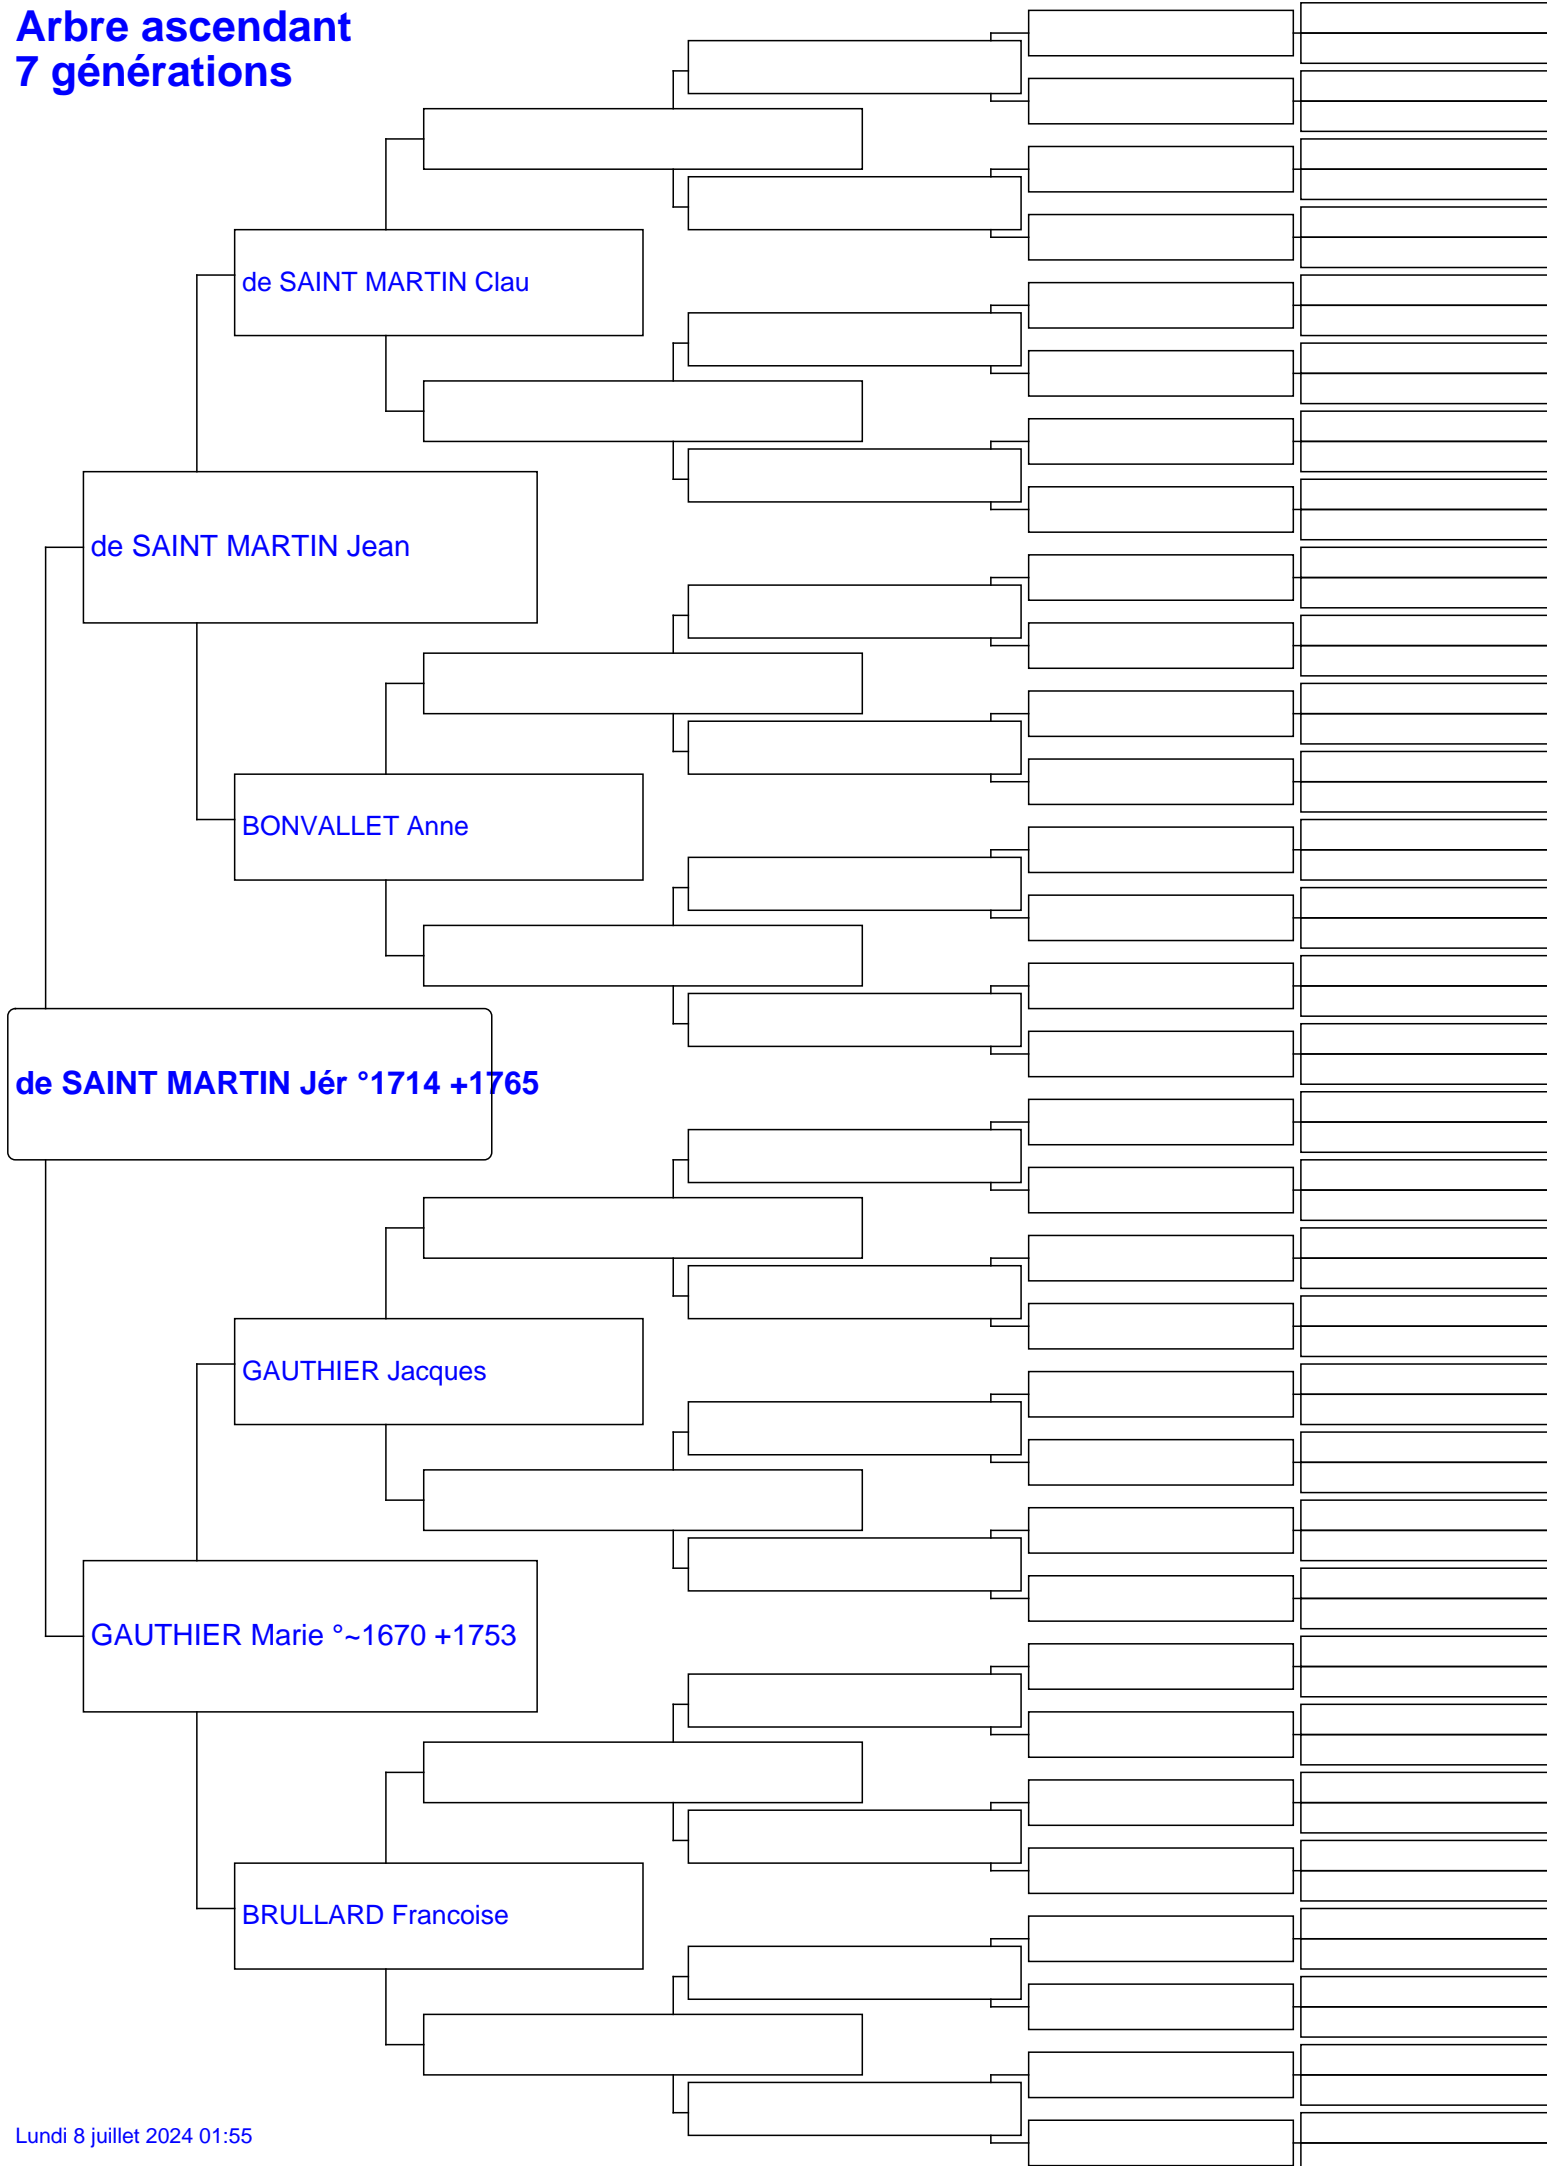 Arbre ascendant
7 générations
de SAINT MARTIN Clau
de SAINT MARTIN Jean
BONVALLET Anne
de SAINT MARTIN Jér °1714 +1765
GAUTHIER Jacques
GAUTHIER Marie °~1670 +1753
BRULLARD Francoise
Lundi 8 juillet 2024 01:55